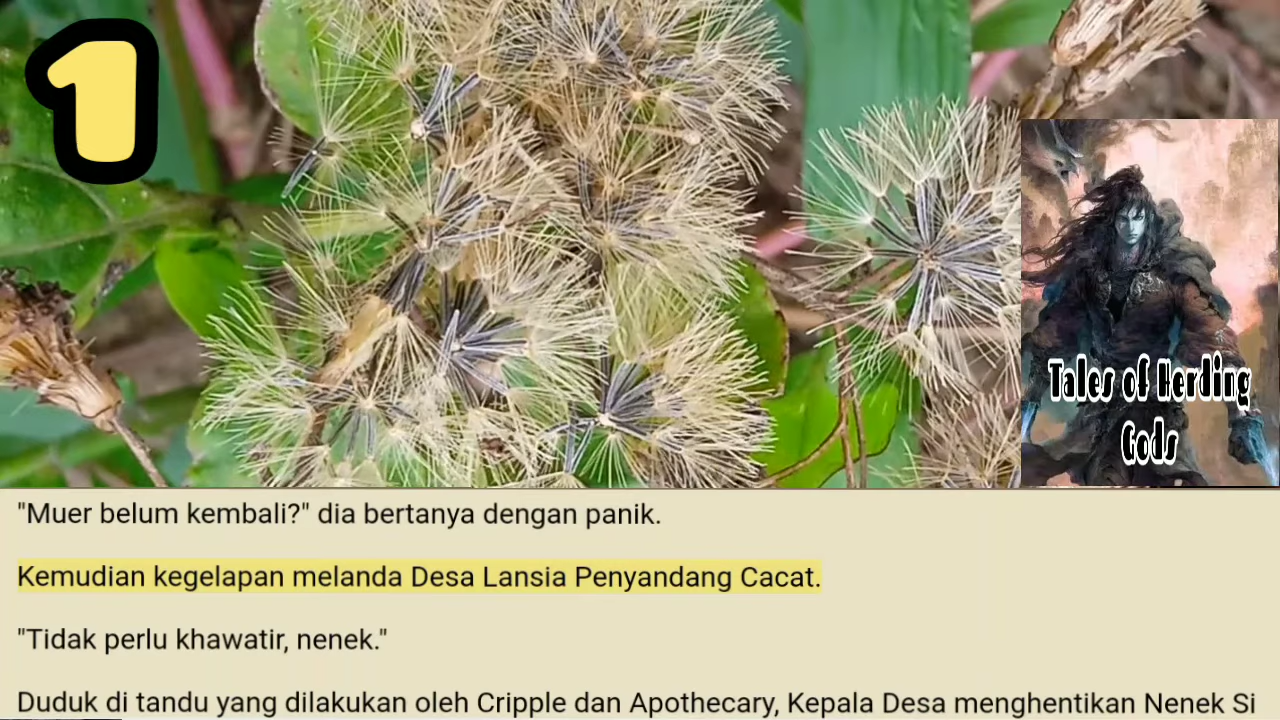 1
Tales of Herding
Gods
"Muer belum kembali?" dia bertanya dengan panik.
Kemudian kegelapan melanda Desa Lansia Penyandang Cacat.
"Tidak perlu khawatir, nenek."
Duduk di tandu yang dilakukan oleh Cripple dan Apothecary, Kepala Desa menghentikan Nenek Si